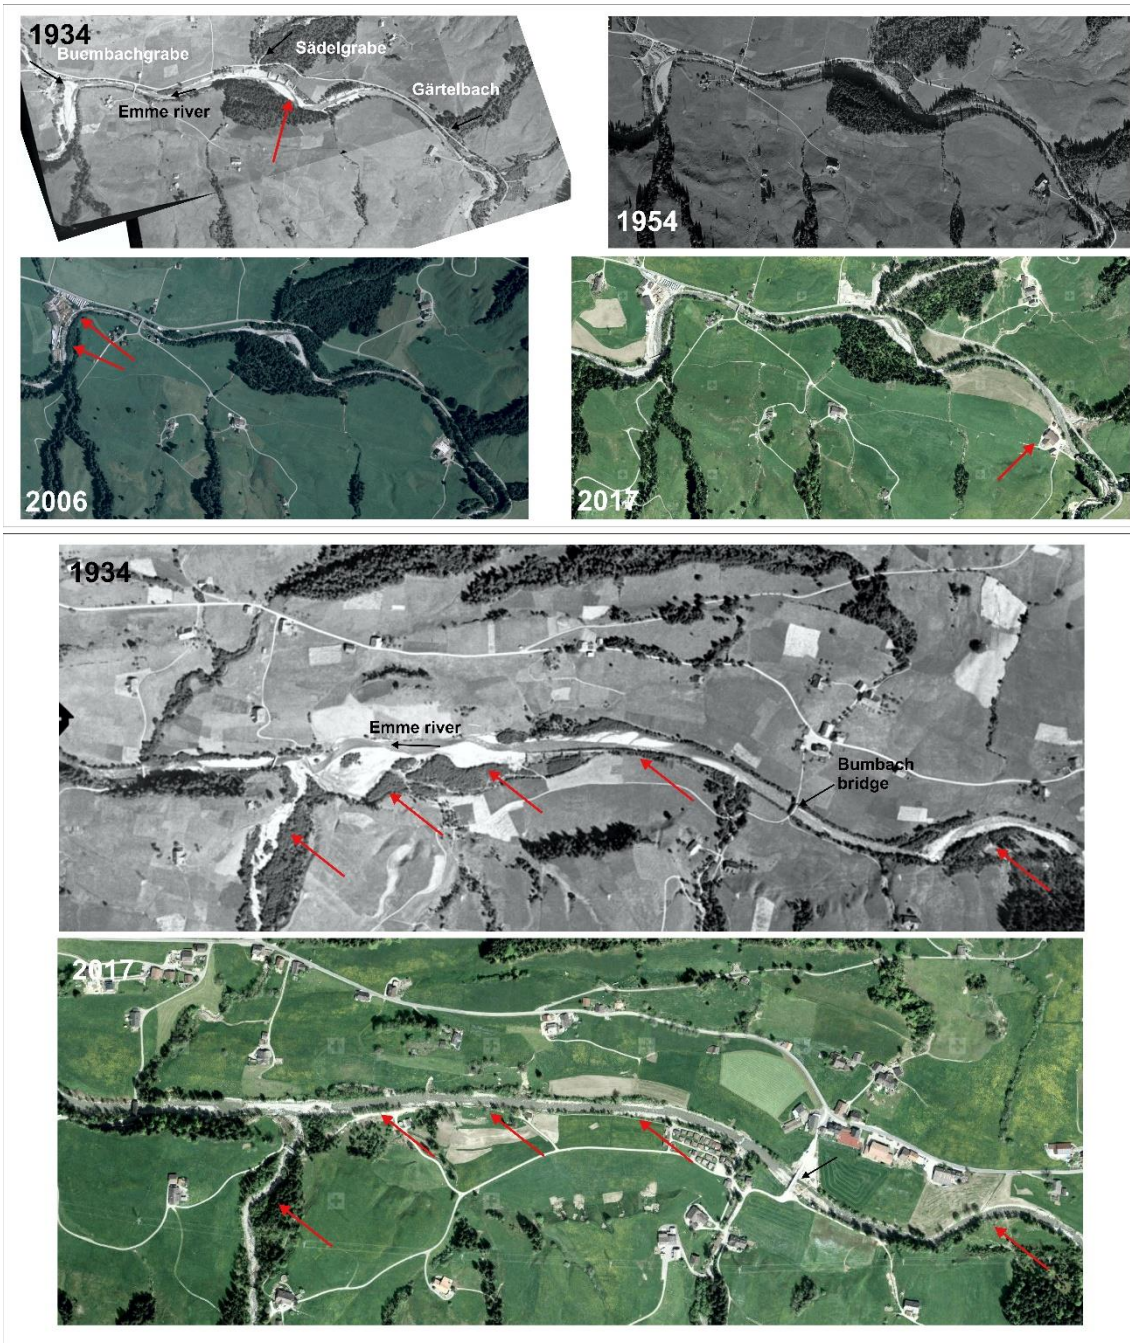 1934
Buembachgrabe
Sädelgrabe
Gärtelbach
Emme river
1954
2006
2017
1934
Emme river
Bumbach
bridge
2017